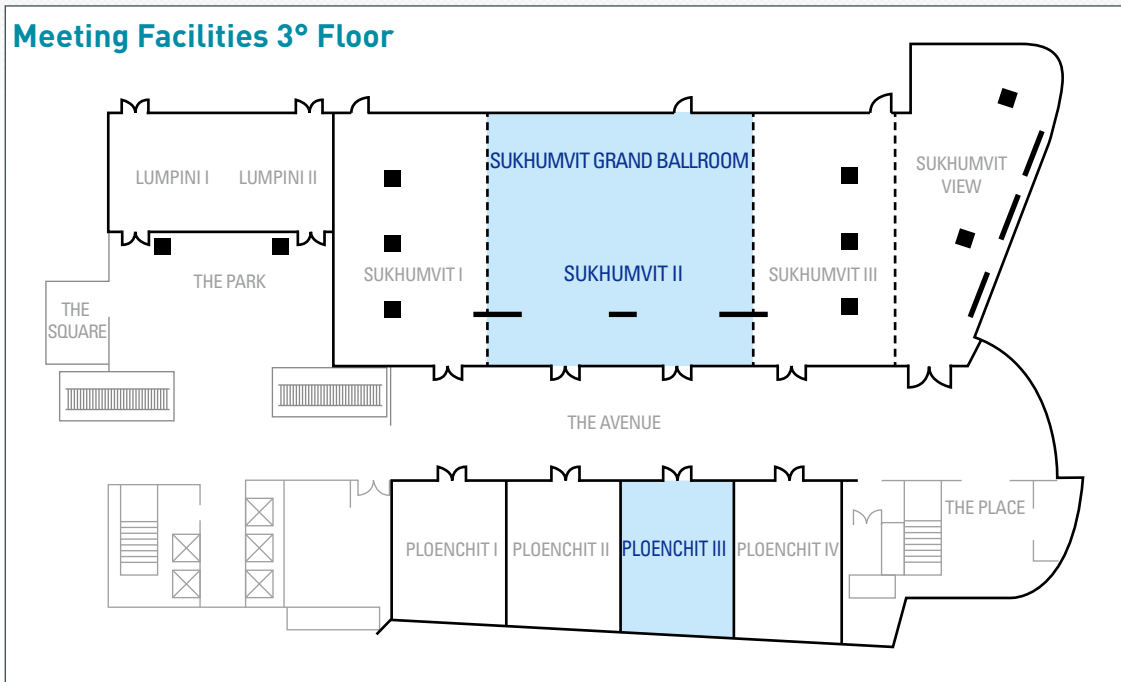 Meeting Facilities 3° Floor
LUMPINI I
LUMPINI II
SUKHUMVIT GRAND BALLROOM
SUKHUMVIT
VIEW
THE PARK
SUKHUMVIT I
SUKHUMVIT II
SUKHUMVIT III
THE
SQUARE
THE AVENUE
THE PLACE
PLOENCHIT I
PLOENCHIT II
PLOENCHIT III
PLOENCHIT IV